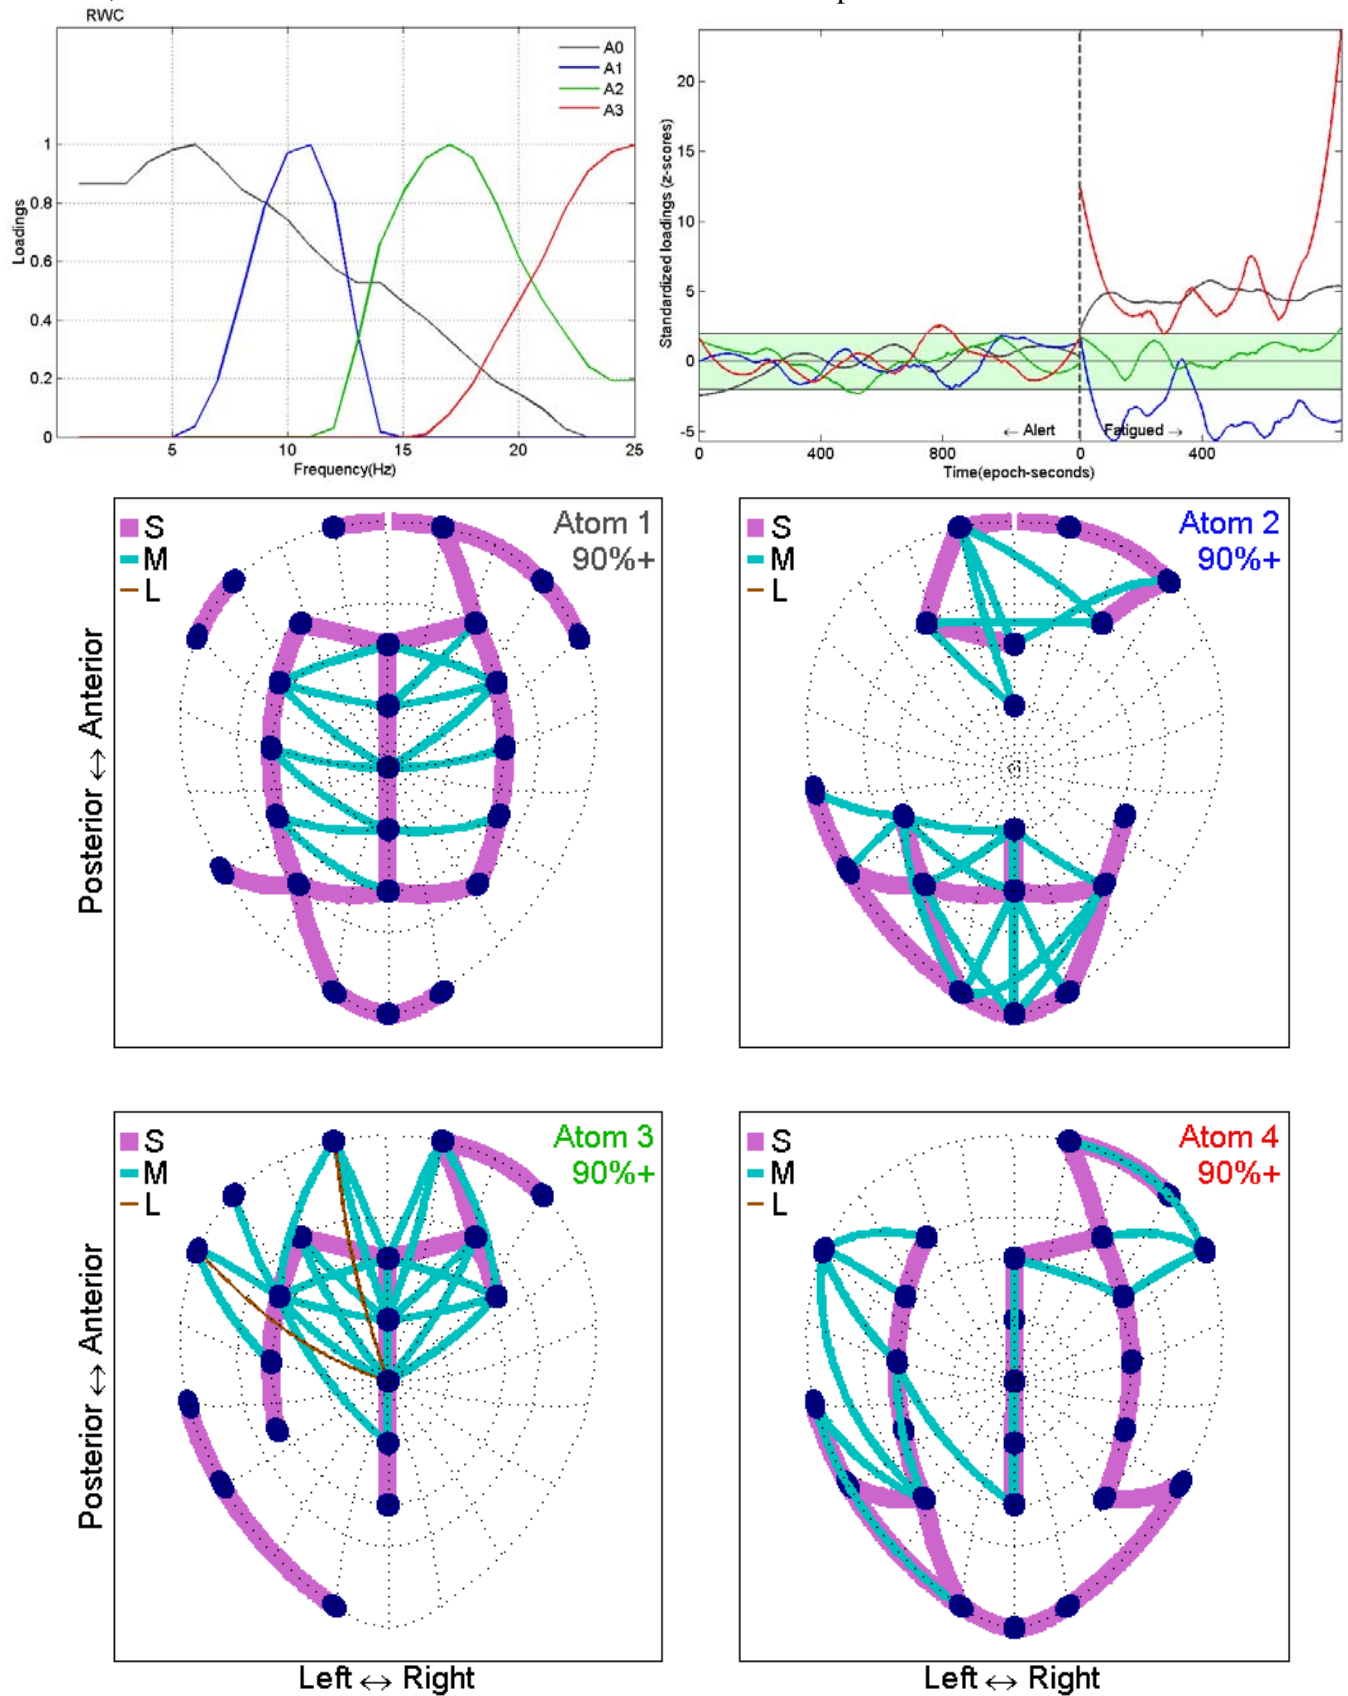 RWC
A0
A1
A2
A3
1
0.8
0.6
0.4
0.2
0
5
10
15
20
25
Loadings
Frequency(Hz)
20
15
10
5
0
-5
0
400
800
0
400
Standardized loadings (z-scores)
← Alert
Fatigued →
Time(epoch-seconds)
S
M
L
Atom 1
90%+
Posterior ↔ Anterior
S
M
L
Atom 2
90%+
S
M
L
Atom 3
90%+
Posterior ↔ Anterior
Left ↔ Right
S
M
L
Atom 4
90%+
Left ↔ Right